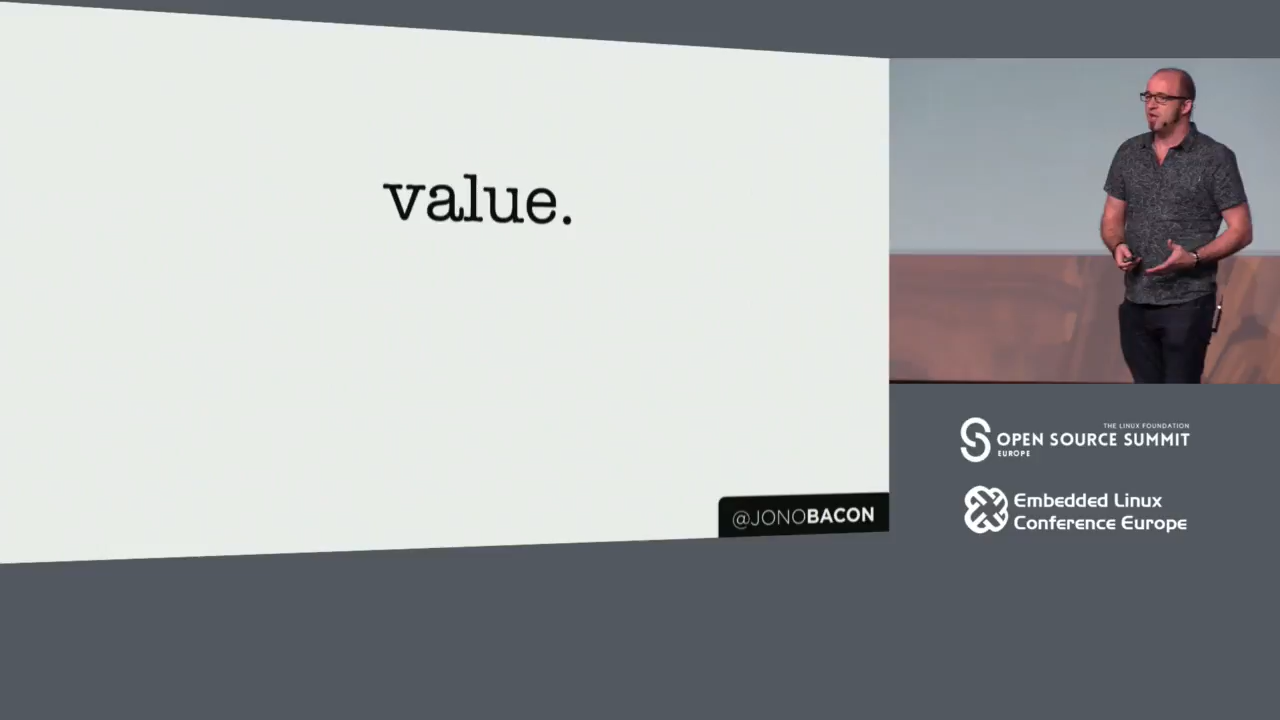 value.
@JONOBACON
THE LINUX FOUNDATION
OPEN SOURCE SUMMIT
EUROPE
Embedded Linux
Conference Europe